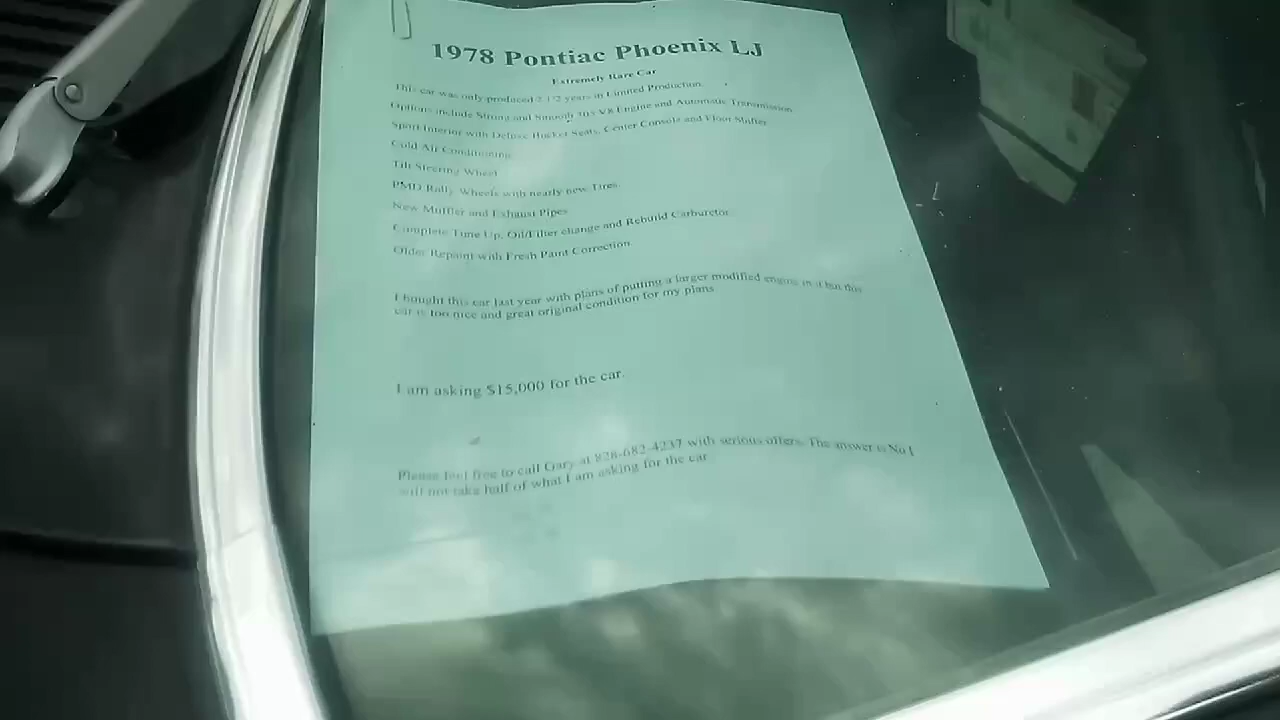 1978 Pontiac Phoenix LJ
Extremely Rare Car
This car was only produced 2 1/2 years in Limited Production.
Options include Strong and Smooth 305 V8 Engine and Automatic Transmission
Sport Interior with Deluxe Bucket Seats, Center Console and Floor Shifter
Cold Air Conditioning
Tilt Steering Wheel
PMD Rally Wheels with nearly new Tires.
New Muffler and Exhaust Pipes
Complete Tune Up, Oil/Filter change and Rebuild Carburetor
Older Repaint with Fresh Paint Correction
I bought this car last year with plans of putting a larger modified engine in it but this
car is too nice and great original condition for my plans
I am asking $15,000 for the car.
Please feel free to call Gary at 828-682-4237 with serious offers. The answer is No I
will not take half of what I am asking for the car